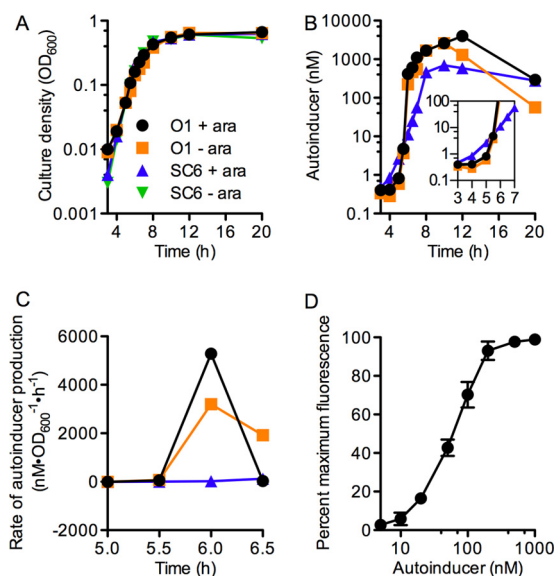 A
Culture density (OD600)
1
0.1
0.01
0.001
O1 + ara
O1 - ara
SC6 + ara
SC6 - ara
4 8 12 16 20
Time (h)
B
Autoinducer (nM)
10000
1000
100
10
1
0.1
100
10
1
0.1
3 4 5 6 7
4 8 12 16 20
Time (h)
C
Rate of autoinducer production
(nM•OD600-1•h-1)
6000
4000
2000
0
-2000
5.0 5.5 6.0 6.5
Time (h)
D
Percent maximum fluorescence
100
80
60
40
20
0
10 100 1000
Autoinducer (nM)